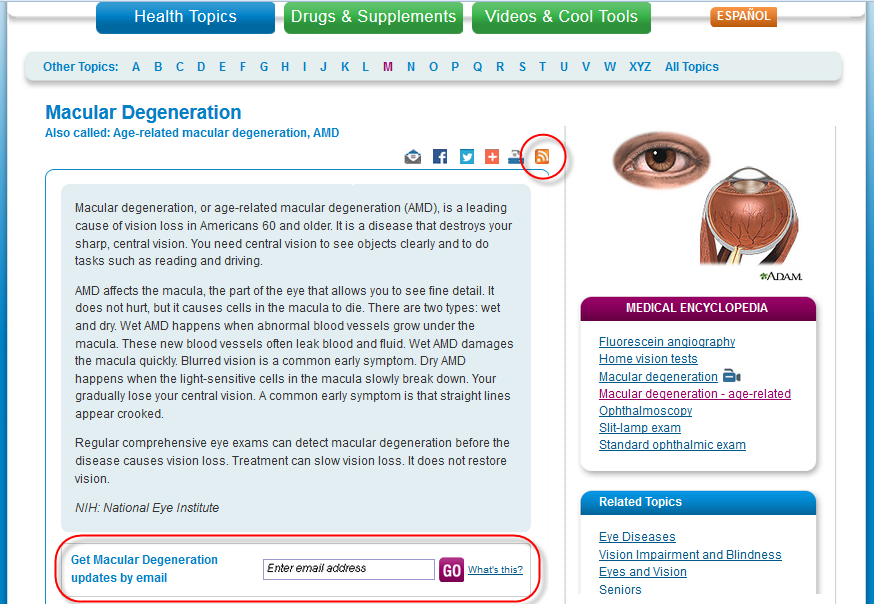 Health Topics
Drugs & Supplements
Videos & Cool Tools
ESPAÑOL
Other Topics: A B C D E F G H I J K L M N O P Q R S T U V W XYZ All Topics
Macular Degeneration
Also called: Age-related macular degeneration, AMD
Macular degeneration, or age-related macular degeneration (AMD), is a leading
cause of vision loss in Americans 60 and older. It is a disease that destroys your
sharp, central vision. You need central vision to see objects clearly and to do
tasks such as reading and driving.
AMD affects the macula, the part of the eye that allows you to see fine detail. It
does not hurt, but it causes cells in the macula to die. There are two types: wet
and dry. Wet AMD happens when abnormal blood vessels grow under the
macula. These new blood vessels often leak blood and fluid. Wet AMD damages
the macula quickly. Blurred vision is a common early symptom. Dry AMD
happens when the light-sensitive cells in the macula slowly break down. Your
gradually lose your central vision. A common early symptom is that straight lines
appear crooked.
Regular comprehensive eye exams can detect macular degeneration before the
disease causes vision loss. Treatment can slow vision loss. It does not restore
vision.
NIH: National Eye Institute
Get Macular Degeneration
updates by email
Enter email address
GO
What's this?
ADAM.
MEDICAL ENCYCLOPEDIA
Fluorescein angiography
Home vision tests
Macular degeneration
Macular degeneration - age-related
Ophthalmoscopy
Slit-lamp exam
Standard ophthalmic exam
Related Topics
Eye Diseases
Vision Impairment and Blindness
Eyes and Vision
Seniors